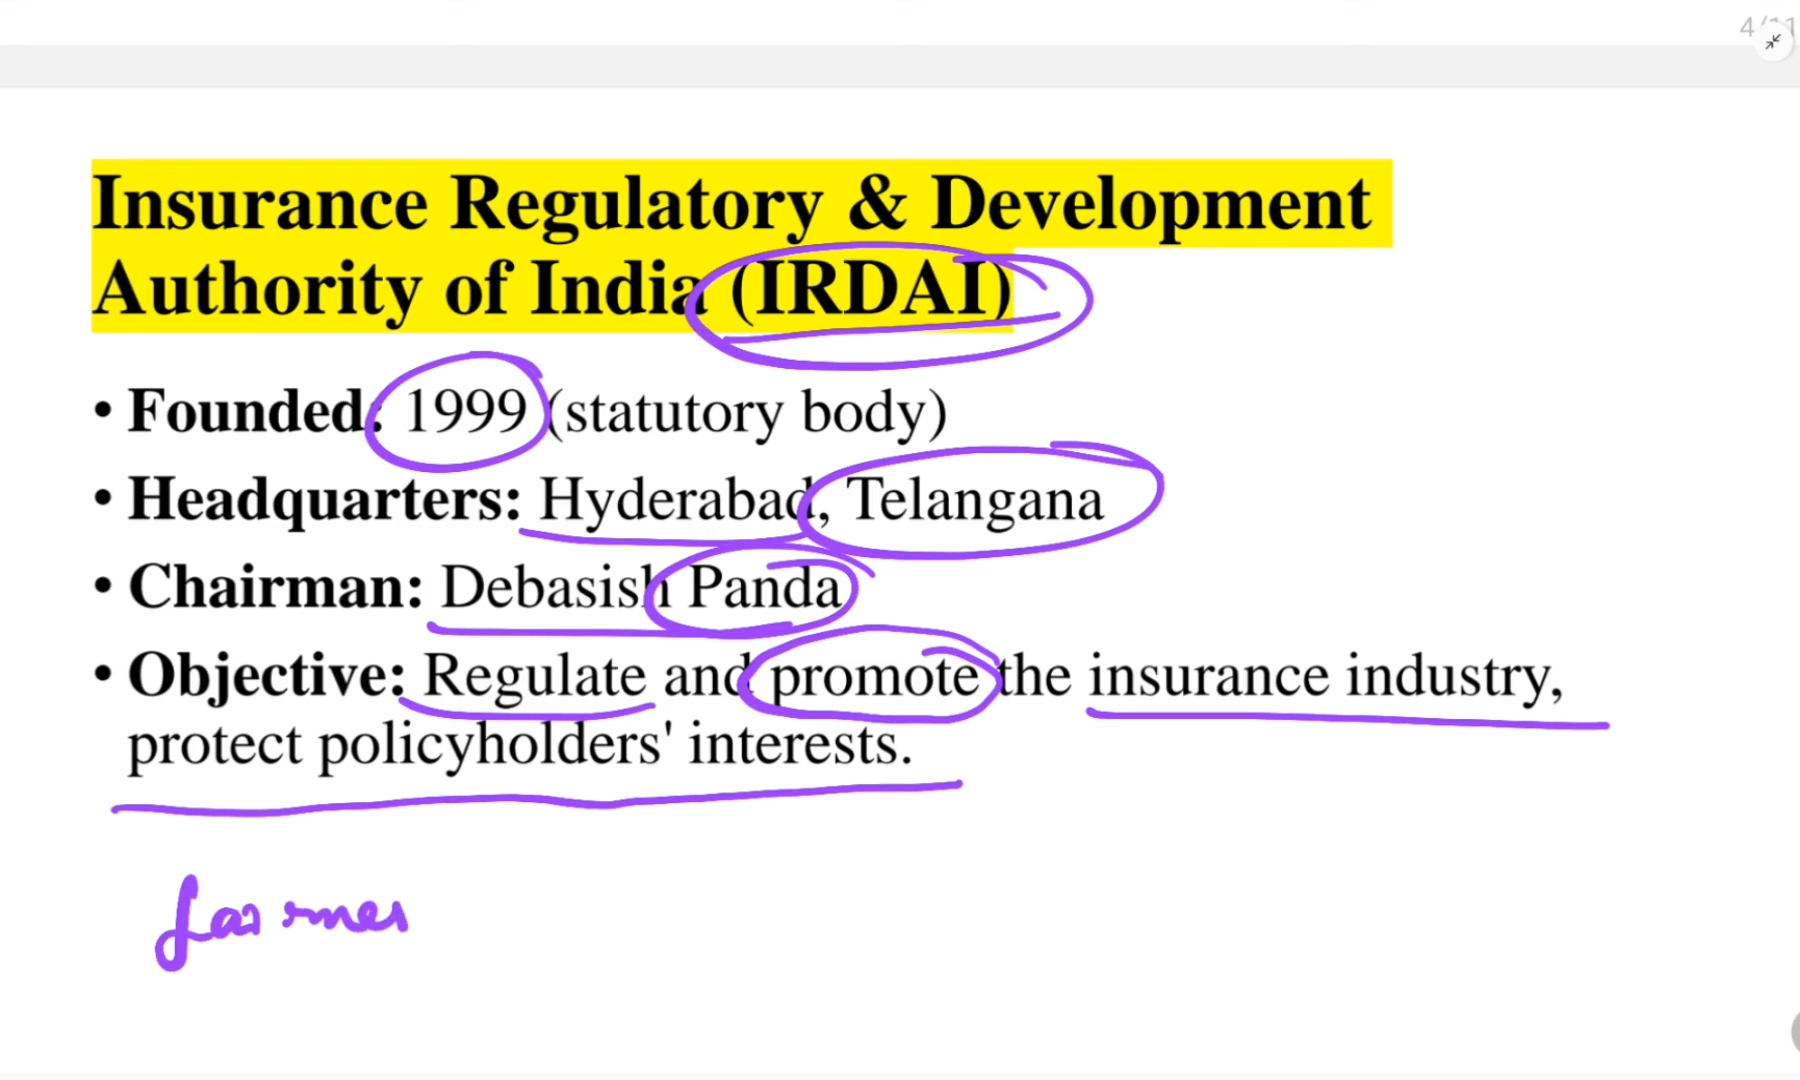 Insurance Regulatory & Development
Authority of India (IRDAI)
• Founded: 1999 (statutory body)
• Headquarters: Hyderabad, Telangana
• Chairman: Debasish Panda
• Objective: Regulate and promote the insurance industry,
protect policyholders' interests.
farmer